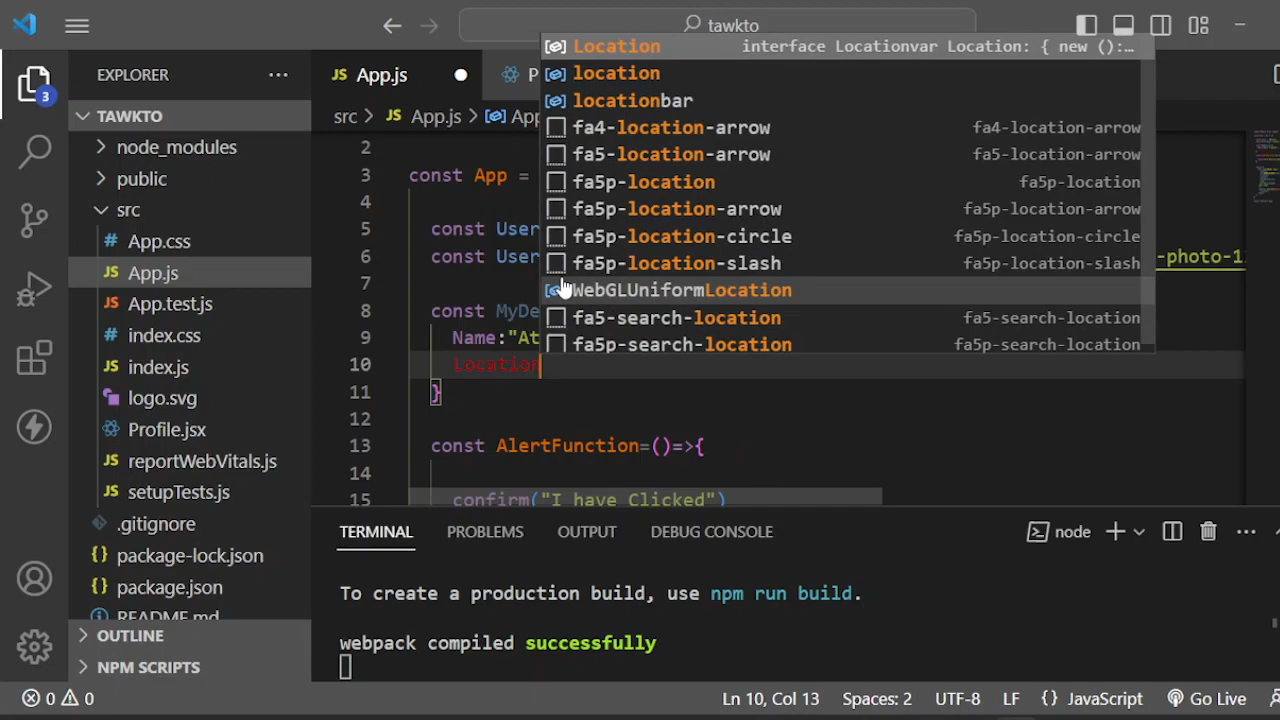 tawkto
EXPLORER
3
TAWKTO
node_modules
public
src
App.css
App.js
App.test.js
index.css
index.js
logo.svg
Profile.jsx
reportWebVitals.js
setupTests.js
.gitignore
package-lock.json
package.json
README.md
OUTLINE
NPM SCRIPTS
JS App.js
P
src > JS App.js > App
Location interface Locationvar Location: { new ():…
location
locationbar
fa4-location-arrow fa4-location-arrow
fa5-location-arrow fa5-location-arrow
fa5p-location fa5p-location
fa5p-location-arrow fa5p-location-arrow
fa5p-location-circle fa5p-location-circle
fa5p-location-slash fa5p-location-slash
WebGLUniformLocation
fa5-search-location fa5-search-location
fa5p-search-location fa5p-search-location
2
3 const App =
4
5 const User
6 const User -photo-1
7
8 const MyDe
9 Name:"At
10 Location
11 }
12
13 const AlertFunction=()=>{
14
15 confirm("I have Clicked")
TERMINAL PROBLEMS OUTPUT DEBUG CONSOLE node
To create a production build, use npm run build.
webpack compiled successfully
0 0 Ln 10, Col 13 Spaces: 2 UTF-8 LF {} JavaScript Go Live